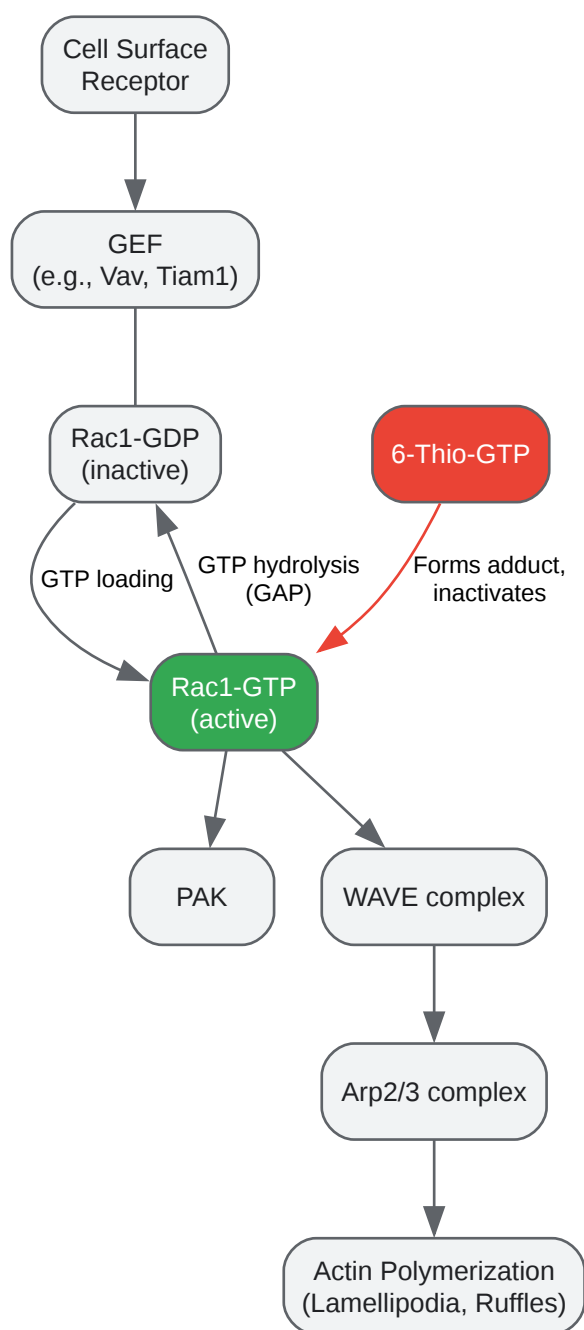 Cell Surface
Receptor
GEF
(e.g., Vav, Tiam1)
Rac1-GDP
(inactive)
6-Thio-GTP
GTP loading
GTP hydrolysis
(GAP)
Forms adduct,
inactivates
Rac1-GTP
(active)
PAK
WAVE complex
Arp2/3 complex
Actin Polymerization
(Lamellipodia, Ruffles)